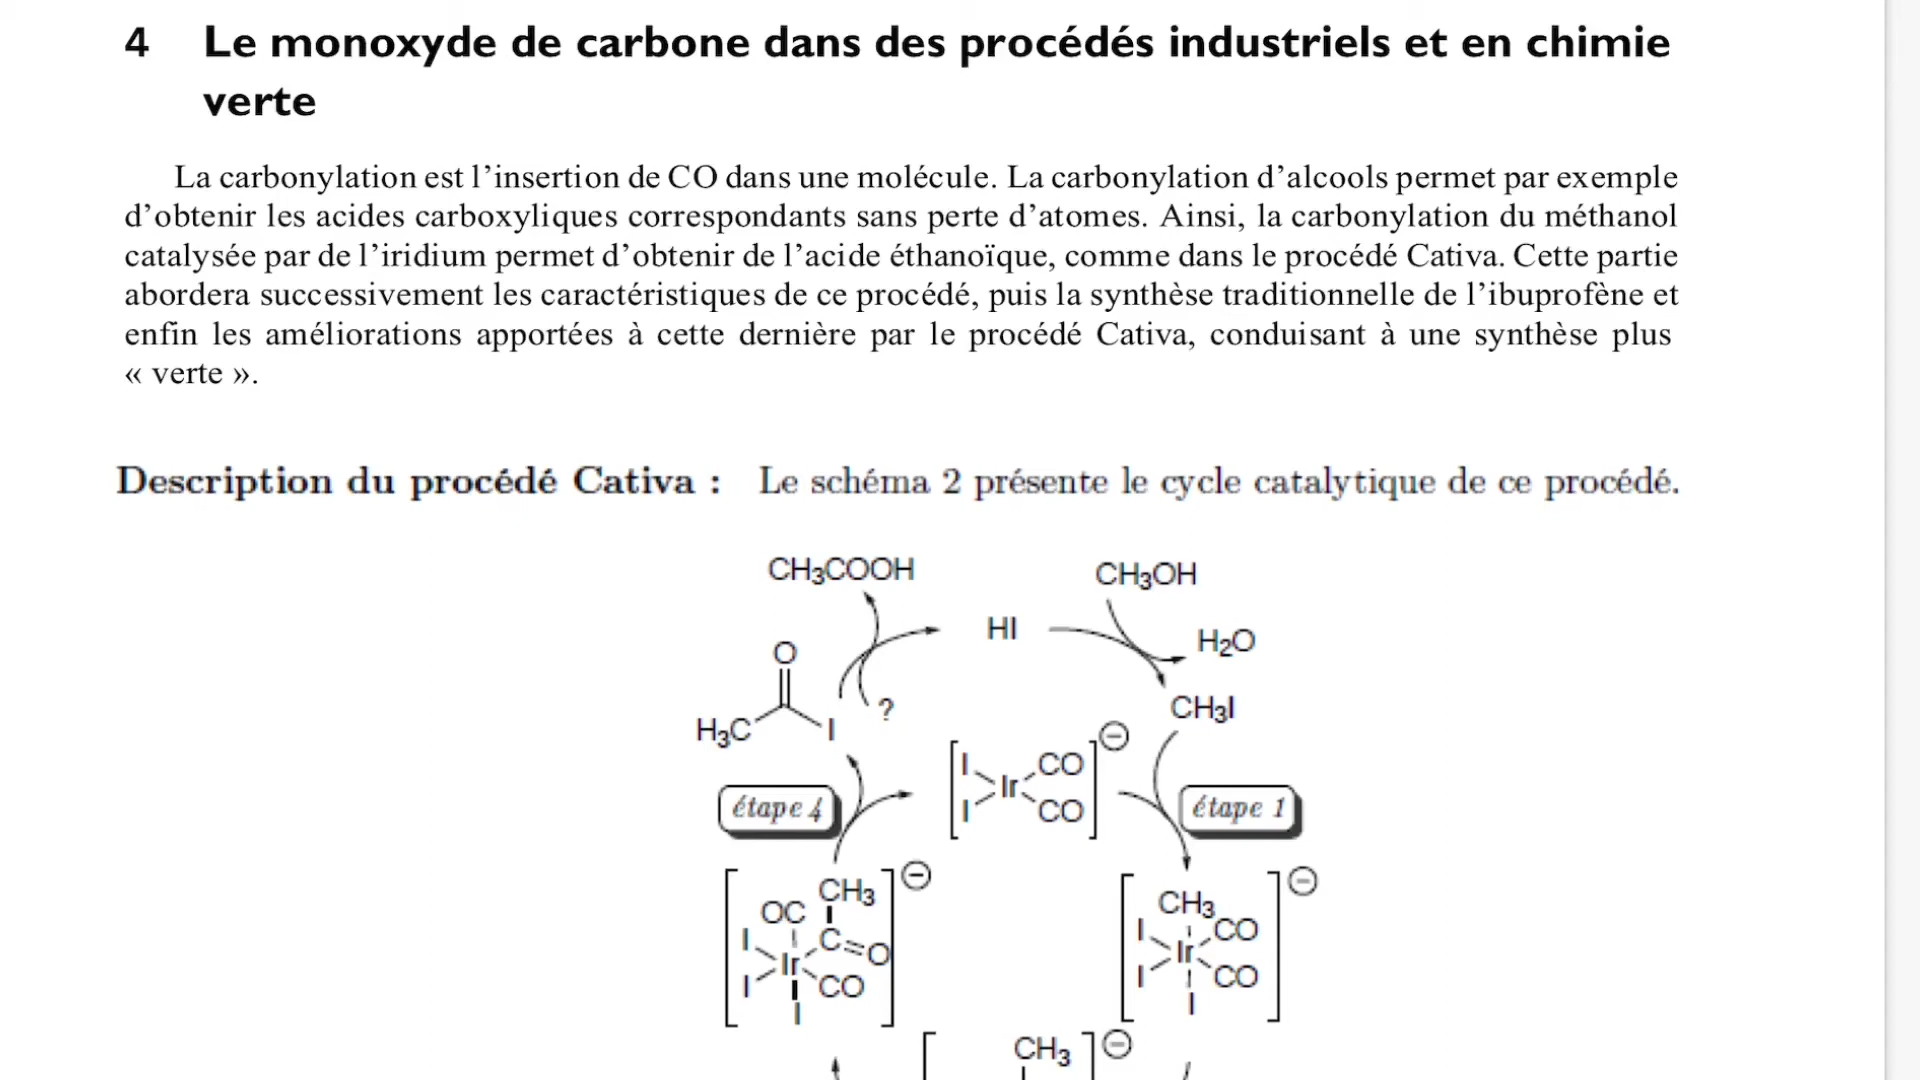 4 Le monoxyde de carbone dans des procédés industriels et en chimie
verte
La carbonylation est l’insertion de CO dans une molécule. La carbonylation d’alcools permet par exemple
d’obtenir les acides carboxyliques correspondants sans perte d’atomes. Ainsi, la carbonylation du méthanol
catalysée par de l’iridium permet d’obtenir de l’acide éthanoïque, comme dans le procédé Cativa. Cette partie
abordera successivement les caractéristiques de ce procédé, puis la synthèse traditionnelle de l’ibuprofène et
enfin les améliorations apportées à cette dernière par le procédé Cativa, conduisant à une synthèse plus
« verte ».
Description du procédé Cativa : Le schéma 2 présente le cycle catalytique de ce procédé.
CH3COOH CH3OH
HI
H2O
O
?
CH3I
H3C I
I CO
Ir
I CO
⊖
étape 4 étape 1
CH3
OC
I C=O
Ir
I CO
I
⊖
CH3
I CO
Ir
I CO
I
⊖
CH3
⊖